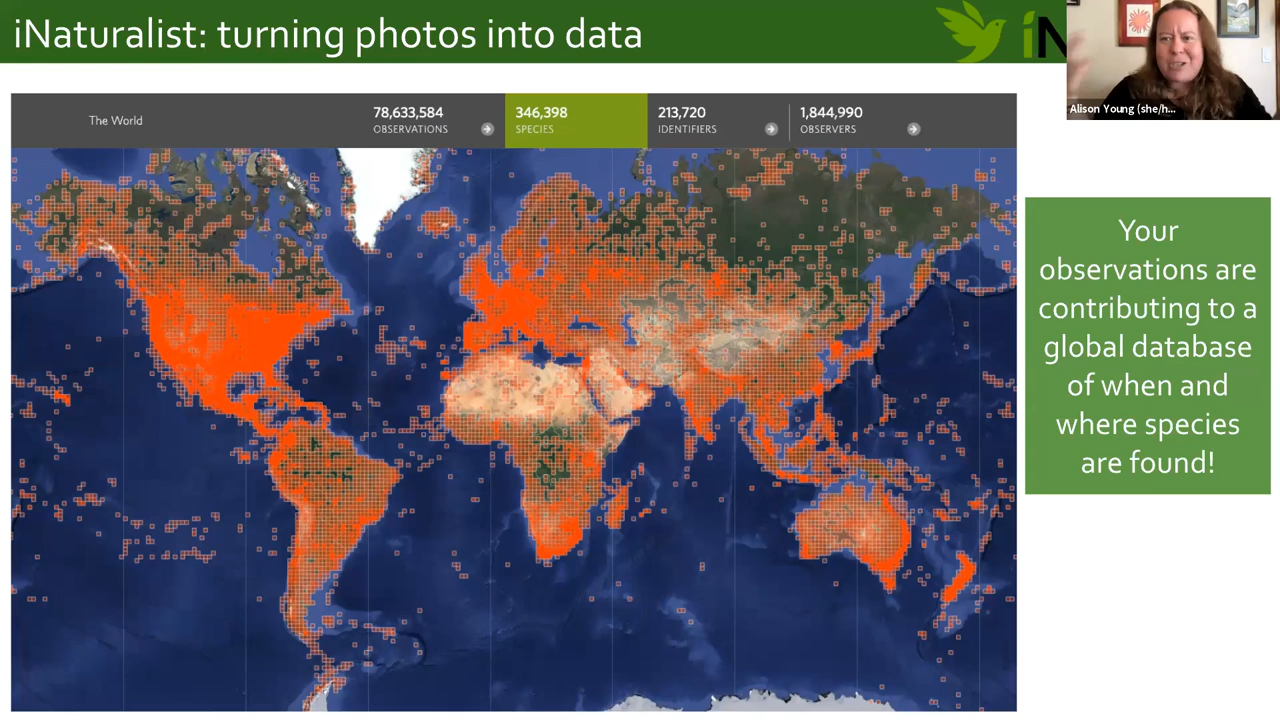 iNaturalist: turning photos into data
iN
Alison Young (she/h...
The World
78,633,584
OBSERVATIONS
346,398
SPECIES
213,720
IDENTIFIERS
1,844,990
OBSERVERS
Your
observations are
contributing to a
global database
of when and
where species
are found!